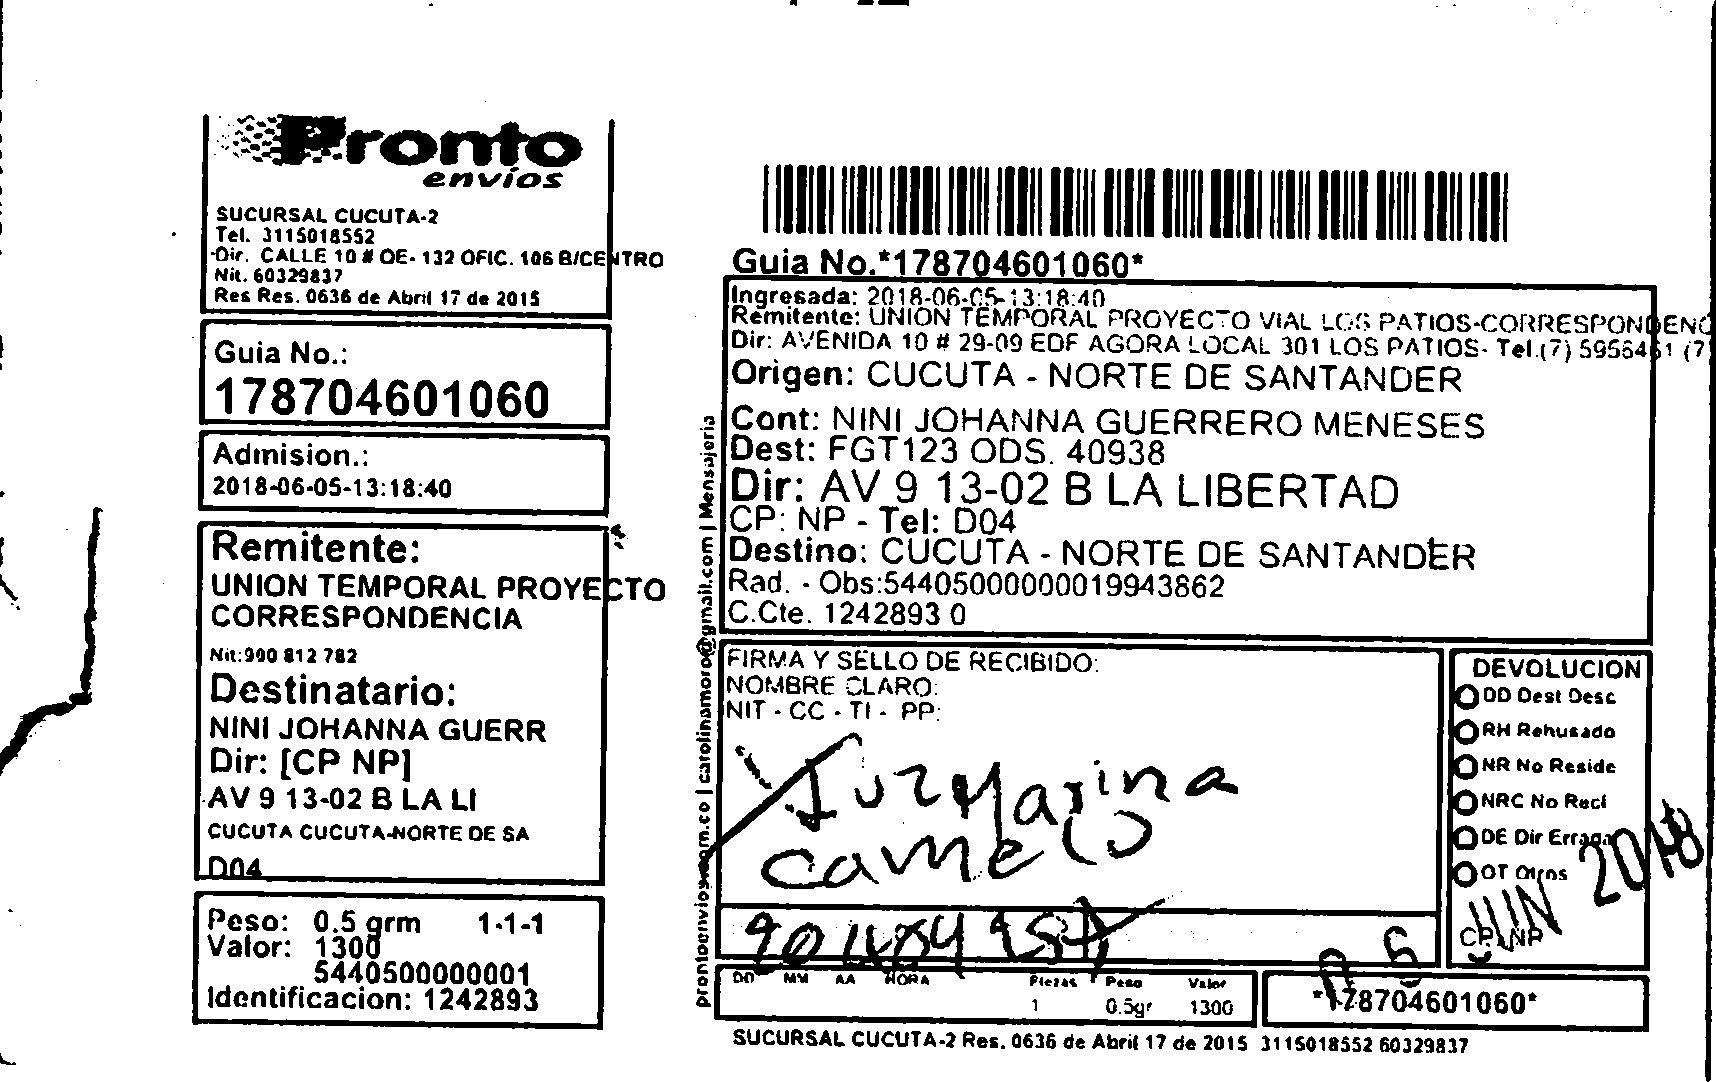 Pronto
envíos
SUCURSAL CUCUTA-2
Tel. 3115018552
Dir. CALLE 10 # OE- 132 OFIC. 106 B/CENTRO
Nit. 60329837
Res Res. 0636 de Abril 17 de 2015
Guia No.:
178704601060
Admision.:
2018-06-05-13:18:40
Remitente:
UNION TEMPORAL PROYECTO
CORRESPONDENCIA
Nit:900 812 782
Destinatario:
NINI JOHANNA GUERR
Dir: [CP NP]
AV 9 13-02 B LA LI
CUCUTA CUCUTA-NORTE DE SA
D04
Peso: 0.5 grm 1-1-1
Valor: 1300
5440500000001
Identificacion: 1242893
prontoenvios.com.co | carolinamoro@gmail.com | Mensajeria
Guia No.*178704601060*
Ingresada: 2018-06-05-13:18:40
Remitente: UNION TEMPORAL PROYECTO VIAL LOS PATIOS-CORRESPONDENC
Dir: AVENIDA 10 # 29-09 EDF AGORA LOCAL 301 LOS PATIOS- Tel.(7) 5956461 (7
Origen: CUCUTA - NORTE DE SANTANDER
Cont: NINI JOHANNA GUERRERO MENESES
Dest: FGT123 ODS. 40938
Dir: AV 9 13-02 B LA LIBERTAD
CP: NP - Tel: D04
Destino: CUCUTA - NORTE DE SANTANDER
Rad. - Obs:544050000000019943862
C.Cte. 1242893 0
FIRMA Y SELLO DE RECIBIDO:
NOMBRE CLARO:
NIT - CC - TI - PP:
Luz Marina
Camelo
DD MM AA HORA Piezas Peso Valor
1 0.5gr 1300
DEVOLUCION
DD Dest Desc
RH Rehusado
NR No Reside
NRC No Recl
DE Dir Errada
OT Otros
CP: NP
JUN 2018
*178704601060*
SUCURSAL CUCUTA-2 Res. 0636 de Abril 17 de 2015 3115018552 60329837